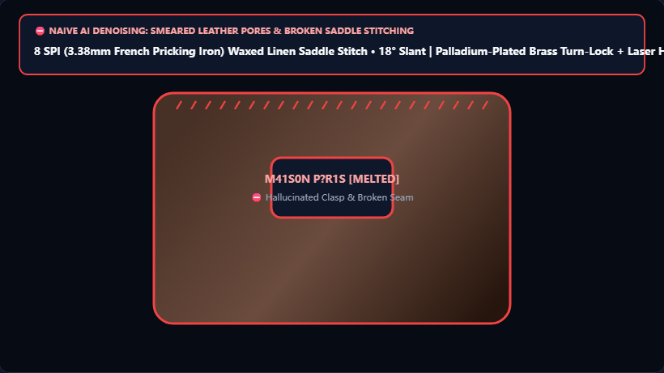 ⛔ NAIVE AI DENOISING: SMEARED LEATHER PORES & BROKEN SADDLE STITCHING
8 SPI (3.38mm French Pricking Iron) Waxed Linen Saddle Stitch • 18° Slant | Palladium-Plated Brass Turn-Lock + Laser H
M41S0N P?R1S [MELTED]
⛔ Hallucinated Clasp & Broken Seam